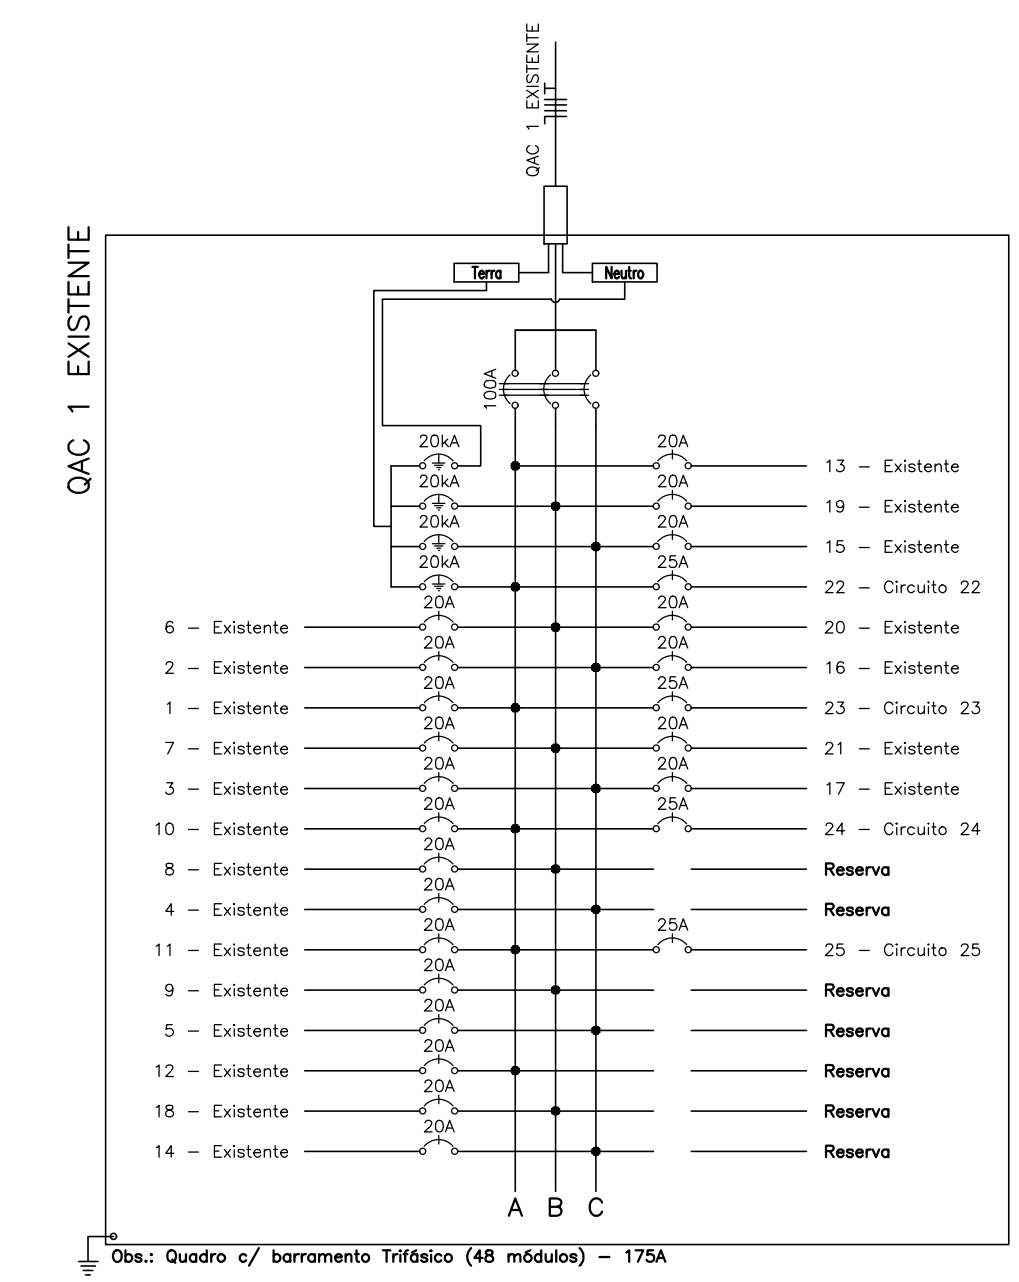 QAC 1 EXISTENTE
QAC 1 EXISTENTE
Terra
Neutro
100A
20kA
20A
13 - Existente
20kA
20A
19 - Existente
20kA
20A
15 - Existente
20kA
25A
22 - Circuito 22
20A
20A
6 - Existente
20 - Existente
20A
20A
2 - Existente
16 - Existente
20A
25A
1 - Existente
23 - Circuito 23
20A
20A
7 - Existente
21 - Existente
20A
20A
3 - Existente
17 - Existente
20A
25A
10 - Existente
24 - Circuito 24
20A
8 - Existente
Reserva
20A
4 - Existente
Reserva
20A
25A
11 - Existente
25 - Circuito 25
20A
9 - Existente
Reserva
20A
5 - Existente
Reserva
20A
12 - Existente
Reserva
20A
18 - Existente
Reserva
20A
14 - Existente
Reserva
A B C
Obs.: Quadro c/ barramento Trifásico (48 módulos) - 175A